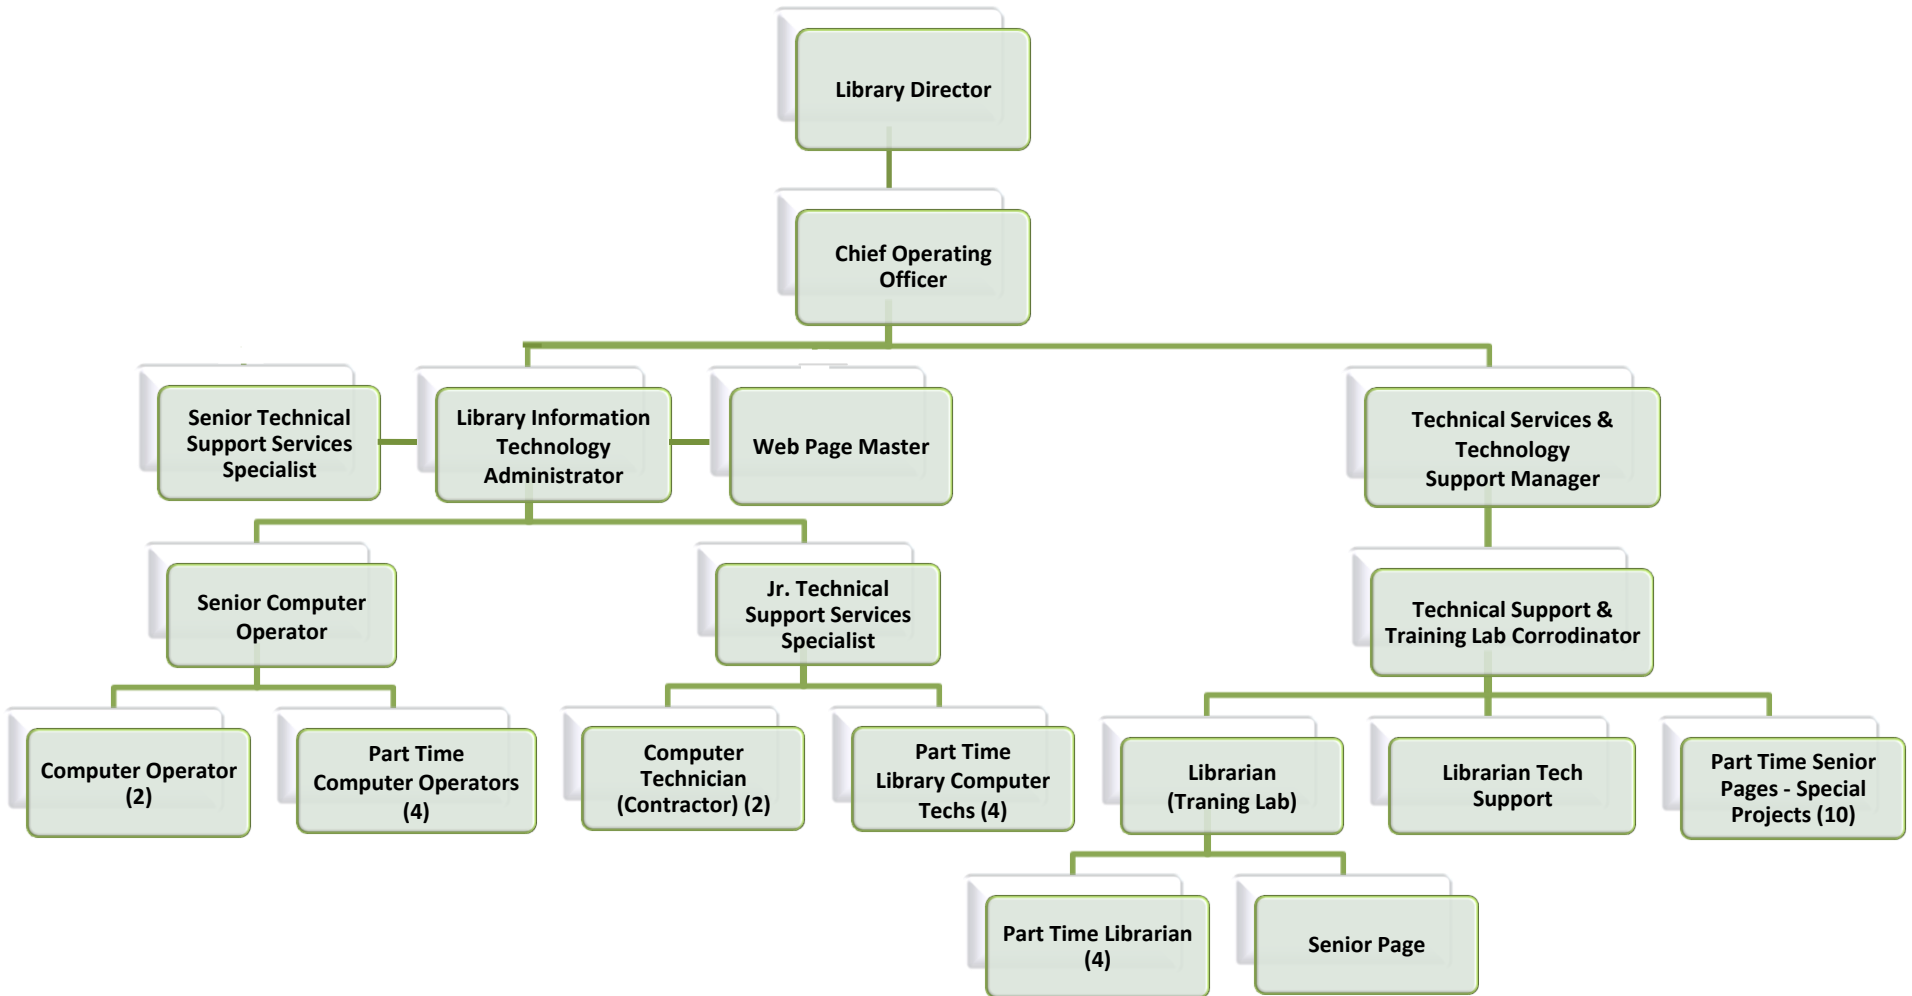 Library Director
Chief Operating
Officer
Senior Technical
Support Services
Specialist
Library Information
Technology
Administrator
Web Page Master
Technical Services &
Technology
Support Manager
Senior Computer
Operator
Jr. Technical
Support Services
Specialist
Technical Support &
Training Lab Corrodinator
Computer Operator
(2)
Part Time
Computer Operators
(4)
Computer
Technician
(Contractor) (2)
Part Time
Library Computer
Techs (4)
Librarian
(Traning Lab)
Librarian Tech
Support
Part Time Senior
Pages - Special
Projects (10)
Part Time Librarian
(4)
Senior Page